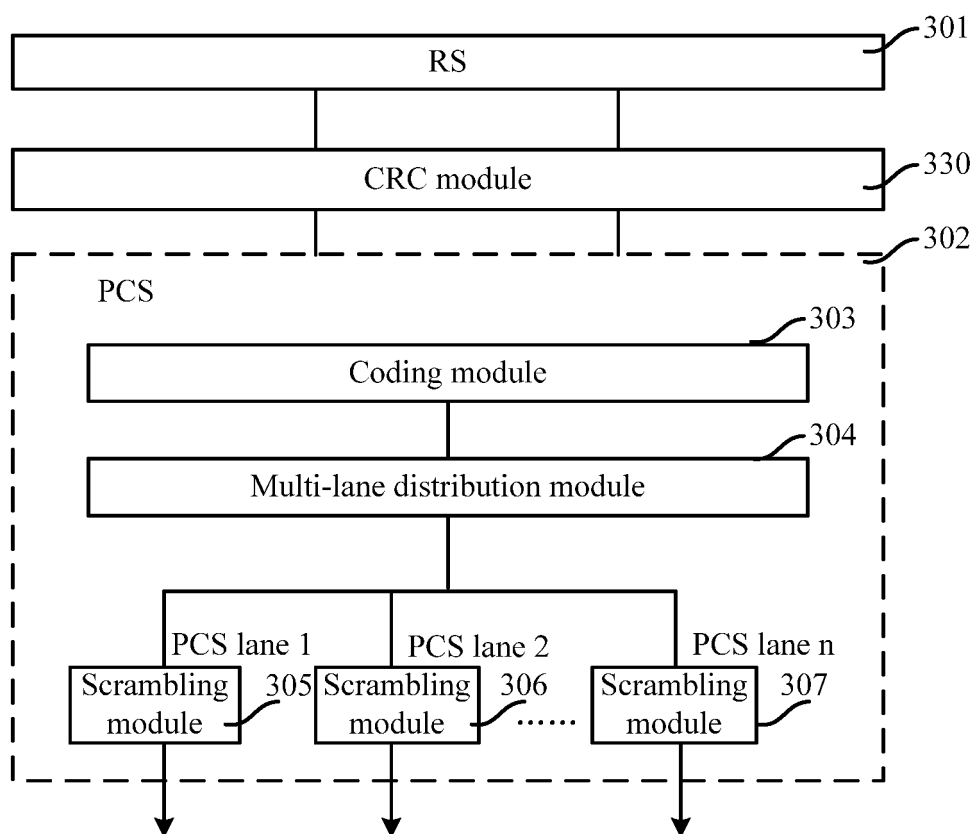 301
RS
CRC module
330
302
PCS
303
Coding module
304
Multi-lane distribution module
PCS lane 1
PCS lane 2
PCS lane n
Scrambling
module
305
Scrambling
module
306
......
Scrambling
module
307